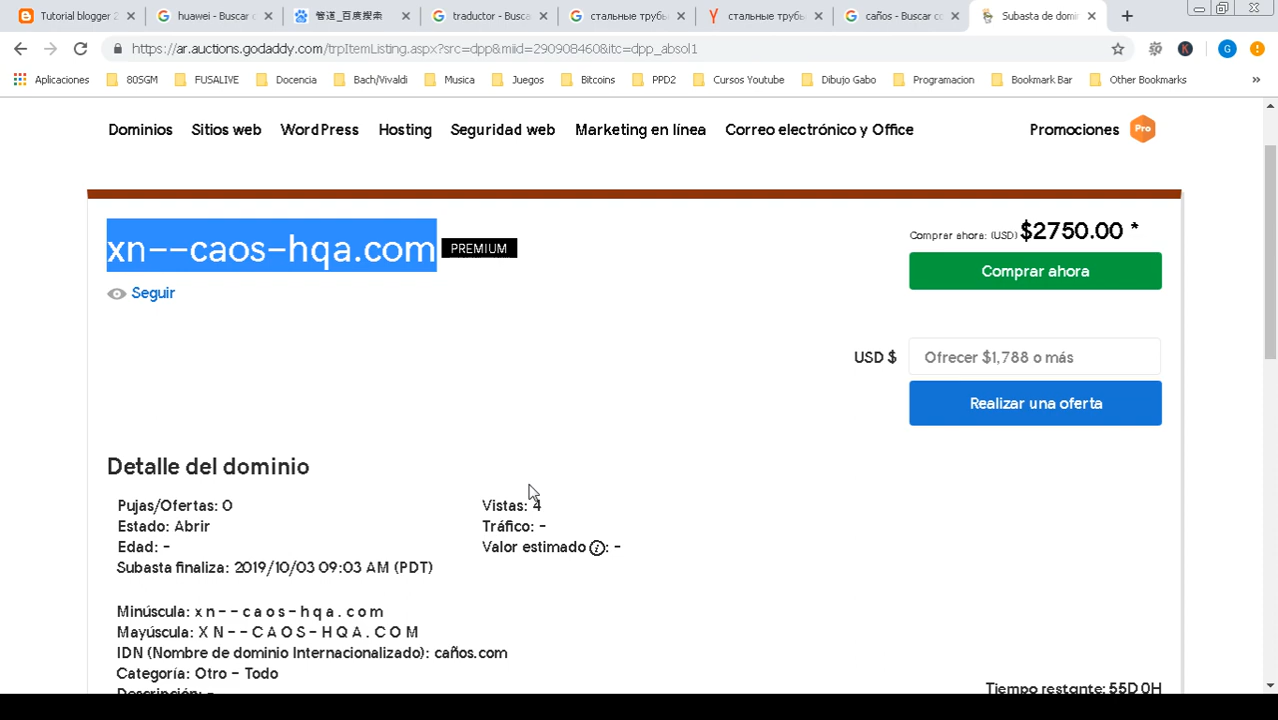 Tutorial blogger 2
huawei - Buscar c
管道_百度搜索
traductor - Busca
стальные трубы
стальные трубы
caños - Buscar co
Subasta de domi
https://ar.auctions.godaddy.com/trpItemListing.aspx?src=dpp&miid=290908460&itc=dpp_absol1
G
Aplicaciones
80SGM
FUSALIVE
Docencia
Bach/Vivaldi
Musica
Juegos
Bitcoins
PPD2
Cursos Youtube
Dibujo Gabo
Programacion
Bookmark Bar
Other Bookmarks
»
Dominios Sitios web WordPress Hosting Seguridad web Marketing en línea Correo electrónico y Office Promociones Pro
xn--caos-hqa.com PREMIUM
Comprar ahora: (USD) $2750.00 *
Comprar ahora
Seguir
USD $ Ofrecer $1,788 o más
Realizar una oferta
Detalle del dominio
Pujas/Ofertas: 0 Vistas: 4
Estado: Abrir Tráfico: -
Edad: - Valor estimado i: -
Subasta finaliza: 2019/10/03 09:03 AM (PDT)
Minúscula: x n - - c a o s - h q a . c o m
Mayúscula: X N - - C A O S - H Q A . C O M
IDN (Nombre de dominio Internacionalizado): caños.com
Categoría: Otro - Todo
Descripción: -
Tiempo restante: 55D 0H